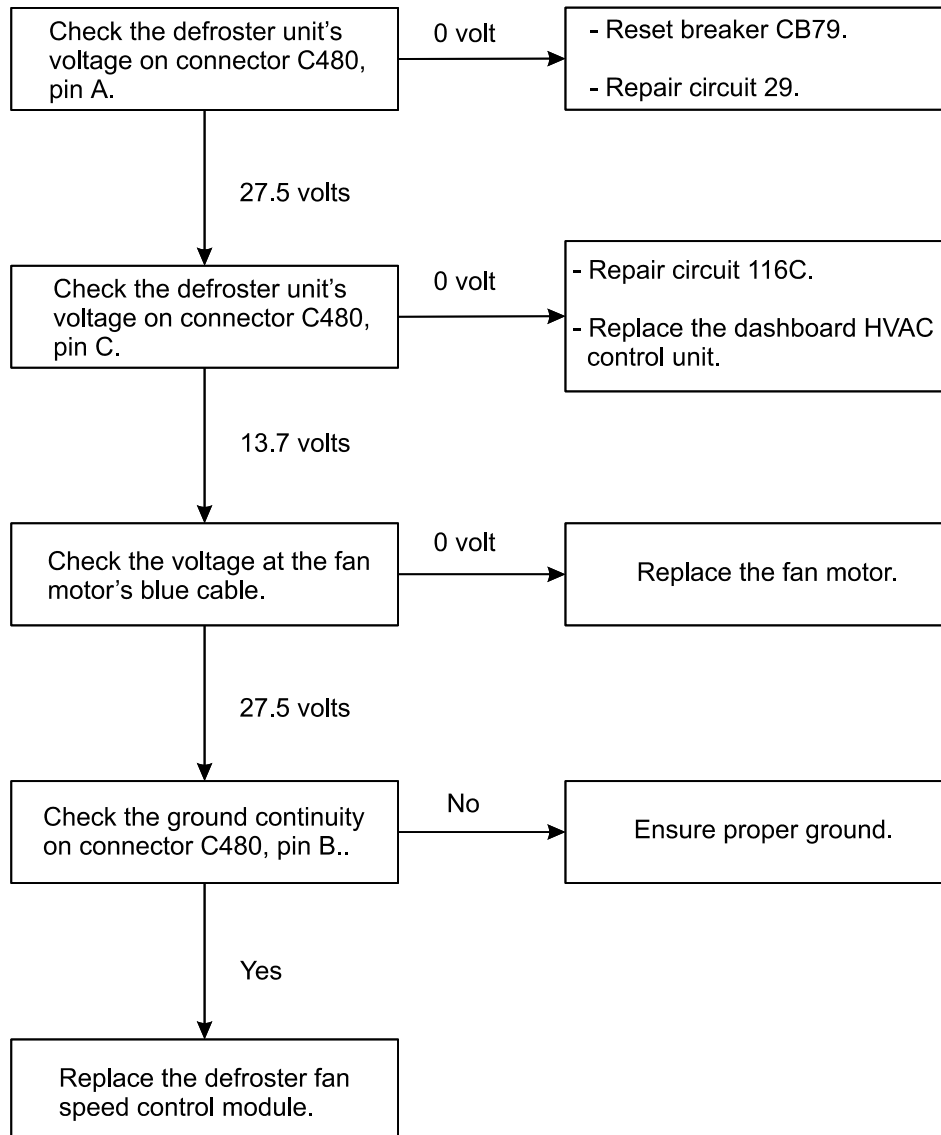 Check the defroster unit's
voltage on connector C480,
pin A.
0 volt
- Reset breaker CB79.
- Repair circuit 29.
27.5 volts
Check the defroster unit's
voltage on connector C480,
pin C.
0 volt
- Repair circuit 116C.
- Replace the dashboard HVAC
control unit.
13.7 volts
Check the voltage at the fan
motor's blue cable.
0 volt
Replace the fan motor.
27.5 volts
Check the ground continuity
on connector C480, pin B..
No
Ensure proper ground.
Yes
Replace the defroster fan
speed control module.